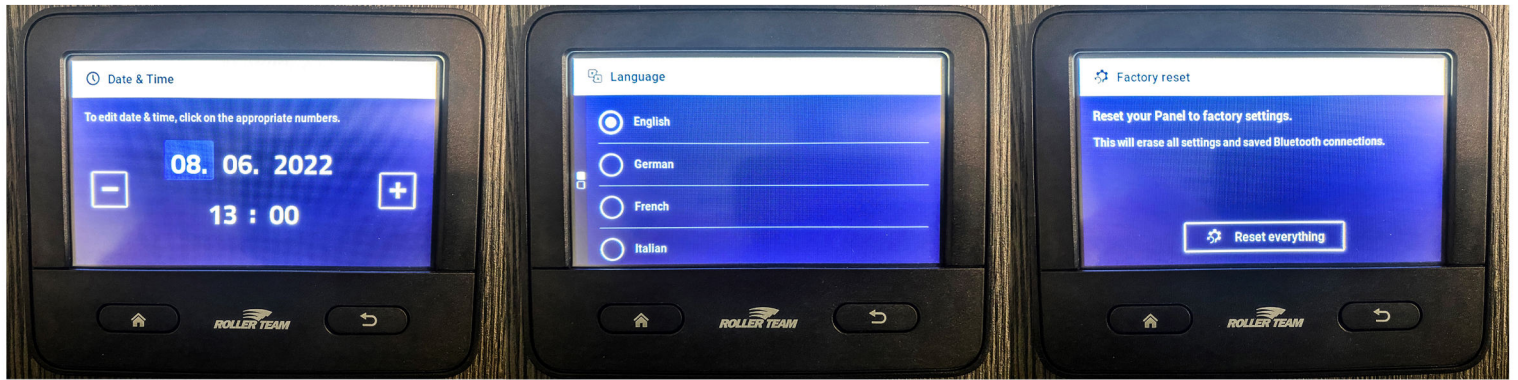 Date & Time
To edit date & time, click on the appropriate numbers.
08. 06. 2022
13 : 00
ROLLER TEAM
Language
English
German
French
Italian
ROLLER TEAM
Factory reset
Reset your Panel to factory settings.
This will erase all settings and saved Bluetooth connections.
Reset everything
ROLLER TEAM